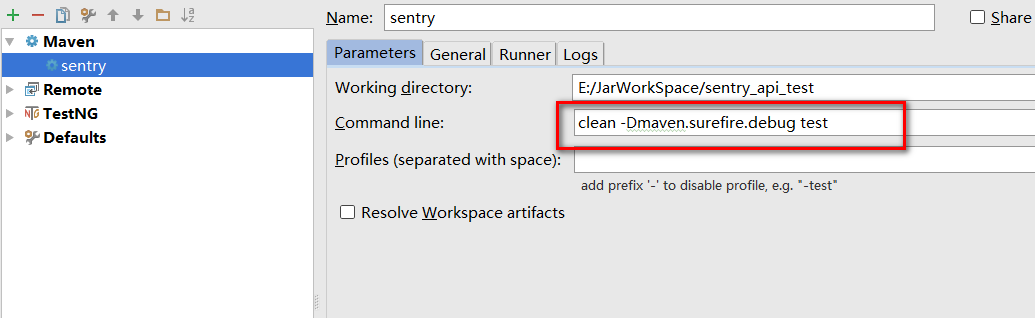 Name: sentry Share
Maven
sentry
Remote
TestNG
Defaults
Parameters General Runner Logs
Working directory: E:/JarWorkSpace/sentry_api_test
Command line: clean -Dmaven.surefire.debug test
Profiles (separated with space):
add prefix '-' to disable profile, e.g. "-test"
Resolve Workspace artifacts